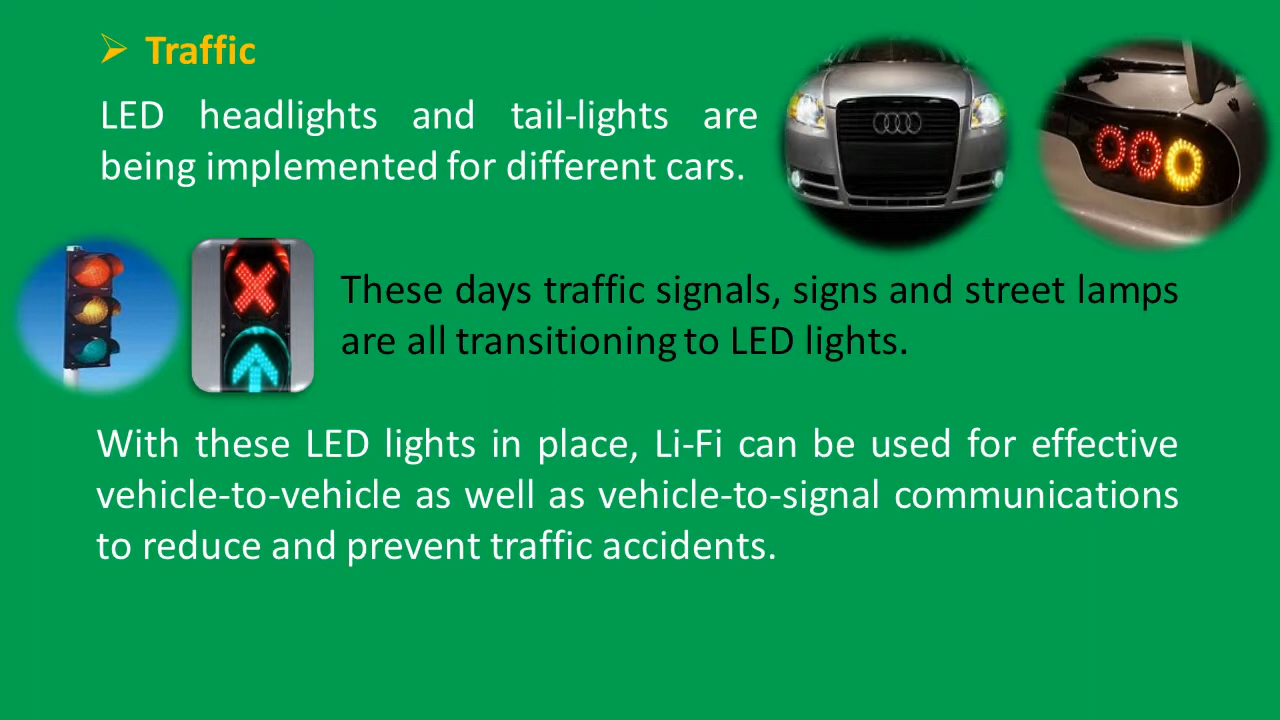 Traffic
LED headlights and tail-lights are
being implemented for different cars.
These days traffic signals, signs and street lamps
are all transitioning to LED lights.
With these LED lights in place, Li-Fi can be used for effective
vehicle-to-vehicle as well as vehicle-to-signal communications
to reduce and prevent traffic accidents.